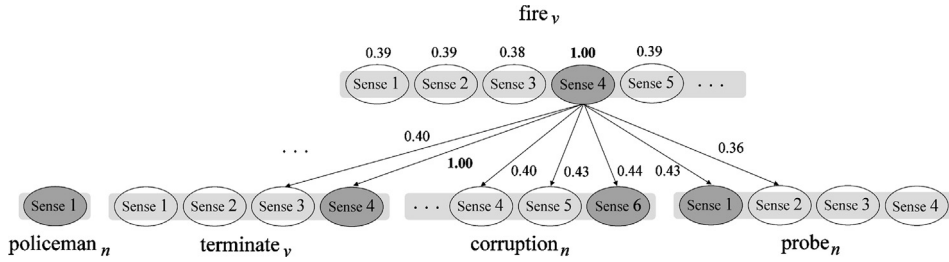 fire v
0.39 0.39 0.38 1.00 0.39
Sense 1 Sense 2 Sense 3 Sense 4 Sense 5 . . .
0.40 1.00 0.40 0.43 0.44 0.43 0.36
. . .
Sense 1 Sense 1 Sense 2 Sense 3 Sense 4 . . . Sense 4 Sense 5 Sense 6 Sense 1 Sense 2 Sense 3 Sense 4
policeman n terminate v corruption n probe n